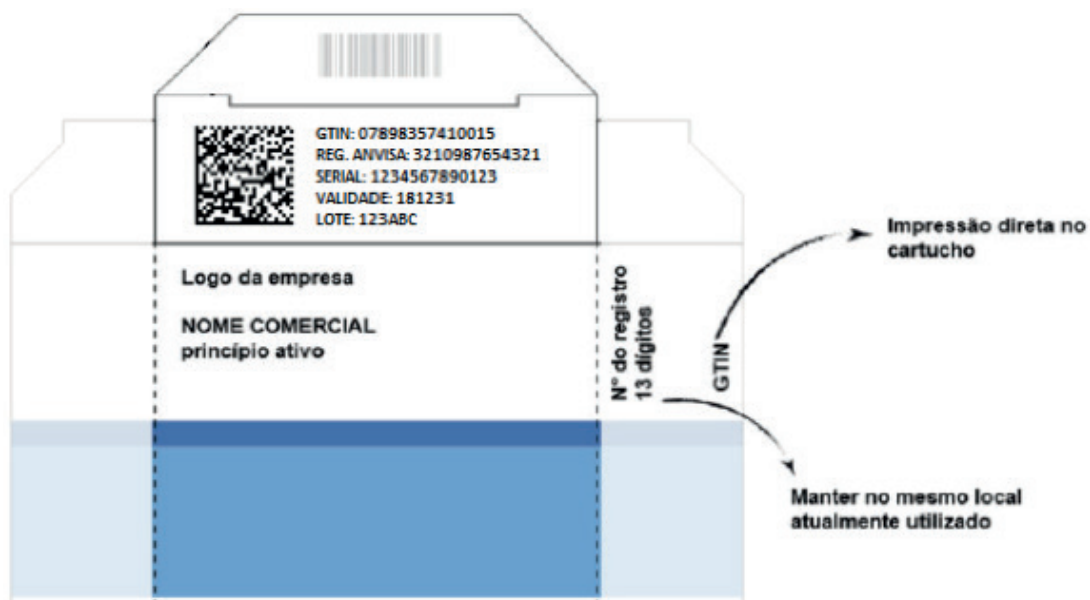 GTIN: 07898357410015
REG. ANVISA: 3210987654321
SERIAL: 1234567890123
VALIDADE: 181231
LOTE: 123ABC
Logo da empresa
NOME COMERCIAL
princípio ativo
N° do registro
13 dígitos
GTIN
Impressão direta no
cartucho
Manter no mesmo local
atualmente utilizado